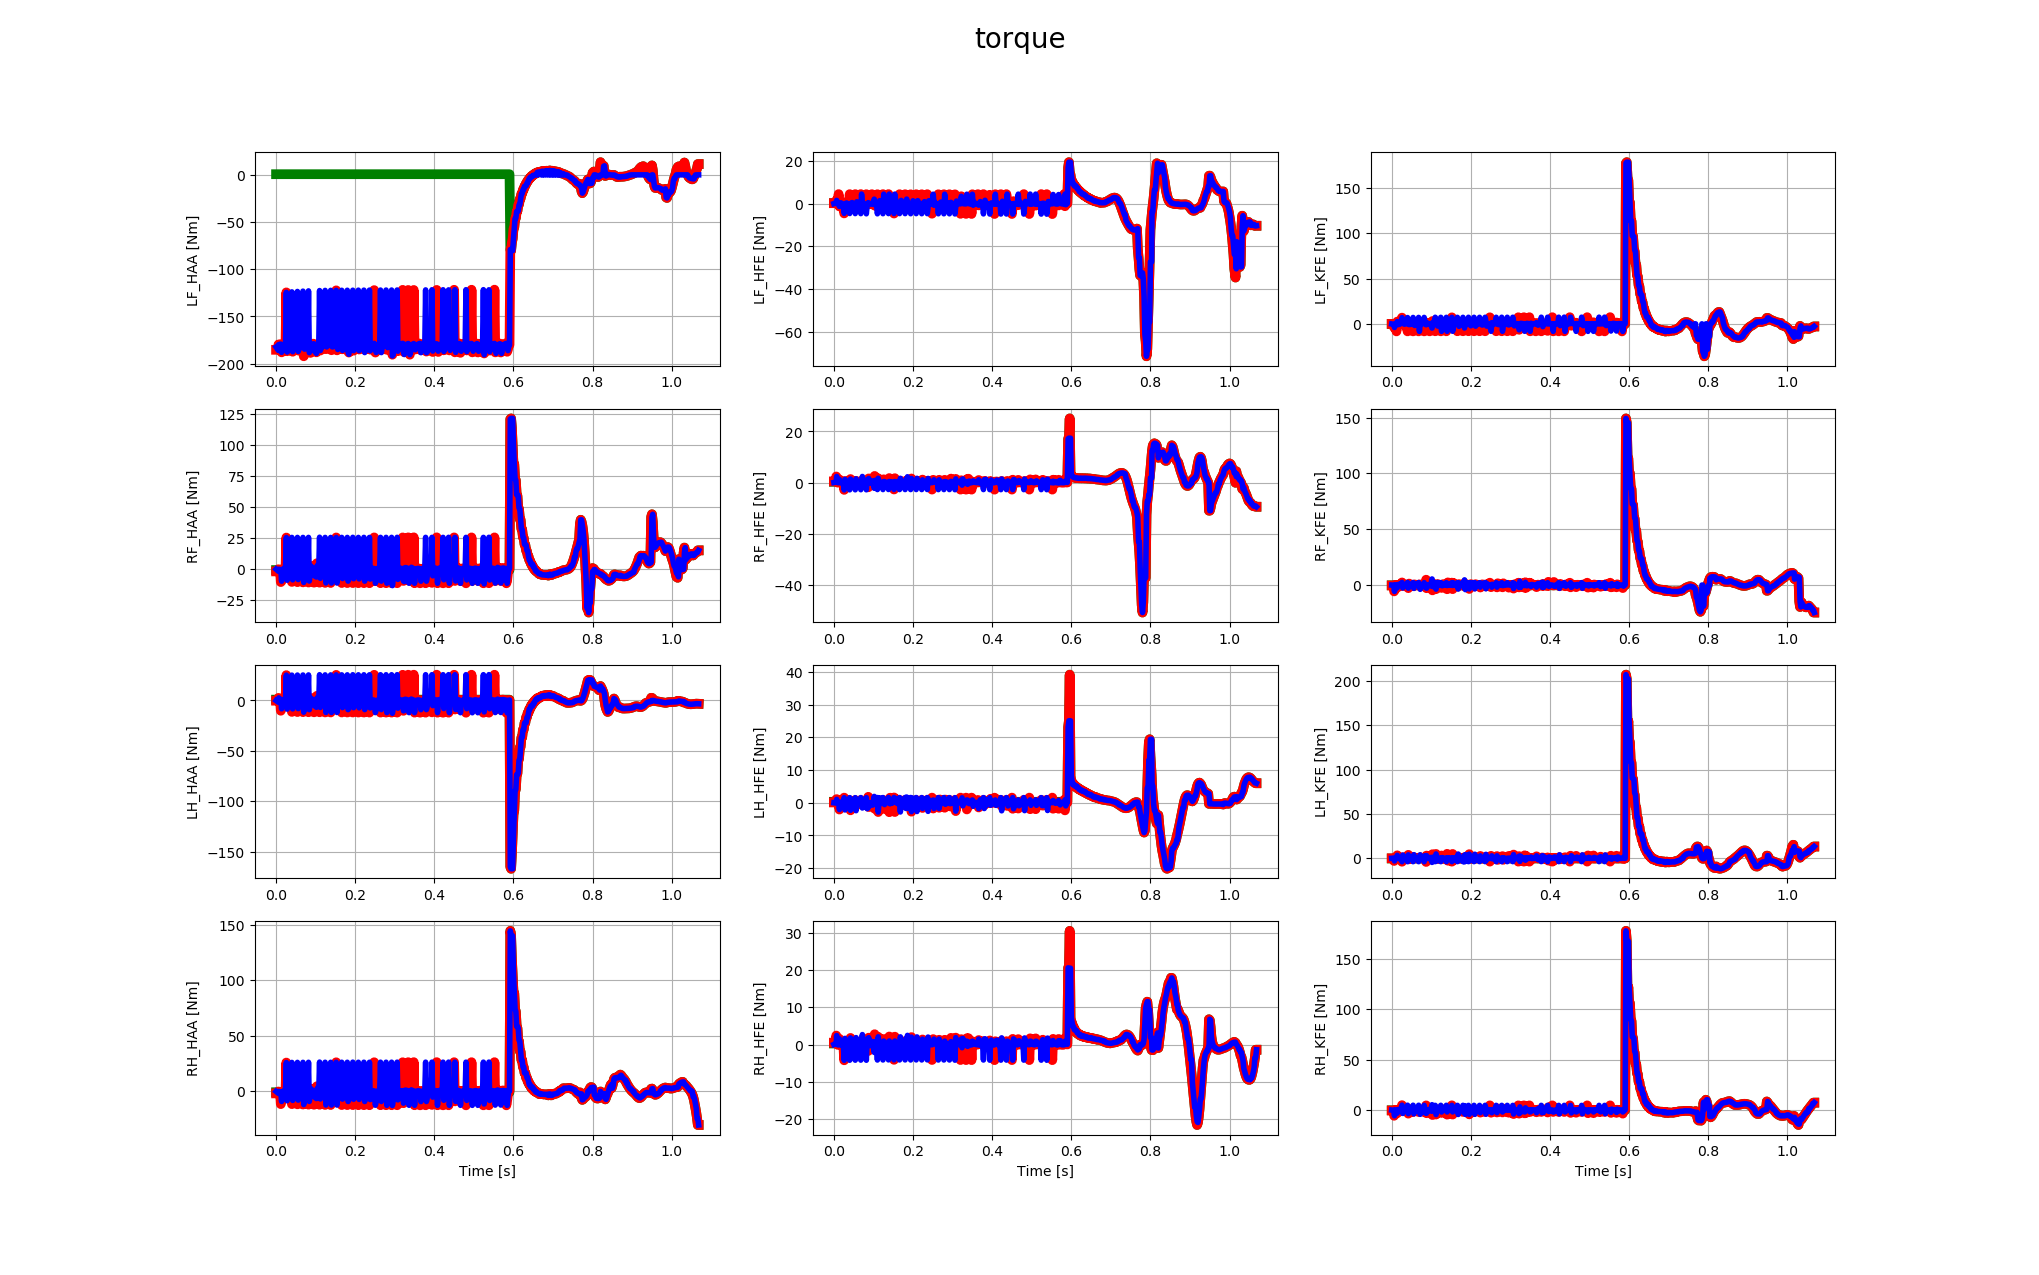 torque
LF_HAA [Nm]
0
−50
−100
−150
−200
0.0 0.2 0.4 0.6 0.8 1.0
LF_HFE [Nm]
20
0
−20
−40
−60
0.0 0.2 0.4 0.6 0.8 1.0
LF_KFE [Nm]
150
100
50
0
0.0 0.2 0.4 0.6 0.8 1.0
RF_HAA [Nm]
125
100
75
50
25
0
−25
0.0 0.2 0.4 0.6 0.8 1.0
RF_HFE [Nm]
20
0
−20
−40
0.0 0.2 0.4 0.6 0.8 1.0
RF_KFE [Nm]
150
100
50
0
0.0 0.2 0.4 0.6 0.8 1.0
LH_HAA [Nm]
0
−50
−100
−150
0.0 0.2 0.4 0.6 0.8 1.0
LH_HFE [Nm]
40
30
20
10
0
−10
−20
0.0 0.2 0.4 0.6 0.8 1.0
LH_KFE [Nm]
200
150
100
50
0
0.0 0.2 0.4 0.6 0.8 1.0
RH_HAA [Nm]
150
100
50
0
0.0 0.2 0.4 0.6 0.8 1.0
Time [s]
RH_HFE [Nm]
30
20
10
0
−10
−20
0.0 0.2 0.4 0.6 0.8 1.0
Time [s]
RH_KFE [Nm]
150
100
50
0
0.0 0.2 0.4 0.6 0.8 1.0
Time [s]